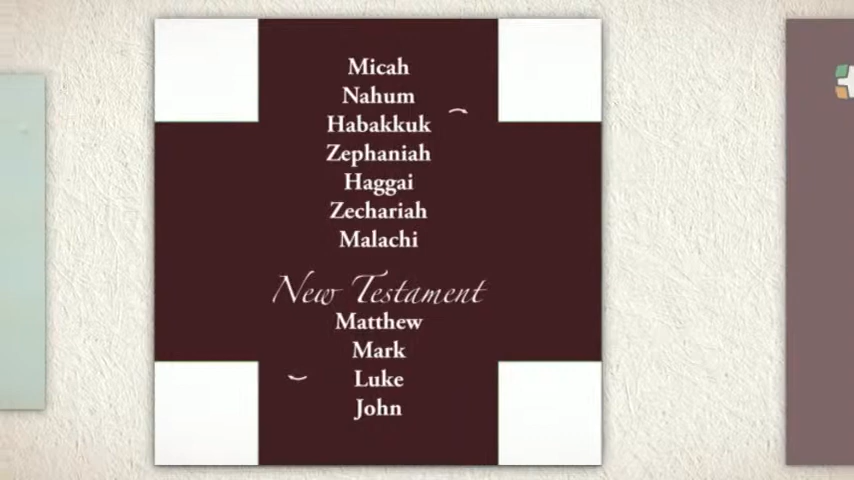 Micah
Nahum
Habakkuk
Zephaniah
Haggai
Zechariah
Malachi
New Testament
Matthew
Mark
Luke
John